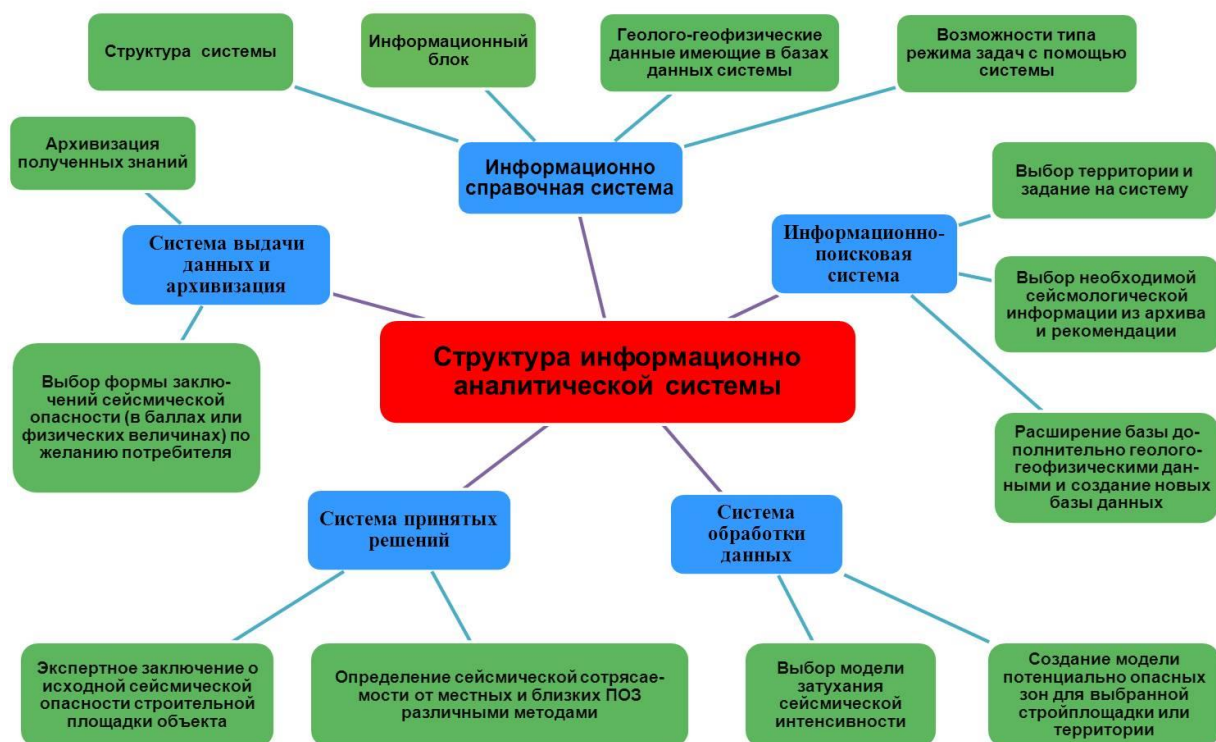 Структура системы
Информационный
блок
Геолого-геофизические
данные имеющие в базах
данных системы
Возможности типа
режима задач с помощью
системы
Архивизация
полученных знаний
Информационно
справочная система
Выбор территории и
задание на систему
Система выдачи
данных и
архивизация
Информационно-
поисковая
система
Выбор необходимой
сейсмологической
информации из архива
и рекомендации
Структура информационно
аналитической системы
Выбор формы заклю-
чений сейсмической
опасности (в баллах или
физических величинах) по
желанию потребителя
Расширение базы до-
полнительно геолого-
геофизическими дан-
ными и создание новых
базы данных
Система принятых
решений
Система
обработки
данных
Экспертное заключение о
исходной сейсмической
опасности строительной
площадки объекта
Определение сейсмической сотрясае-
мости от местных и близких ПОЗ
различными методами
Выбор модели
затухания
сейсмической
интенсивности
Создание модели
потенциально опасных
зон для выбранной
стройплощадки или
территории